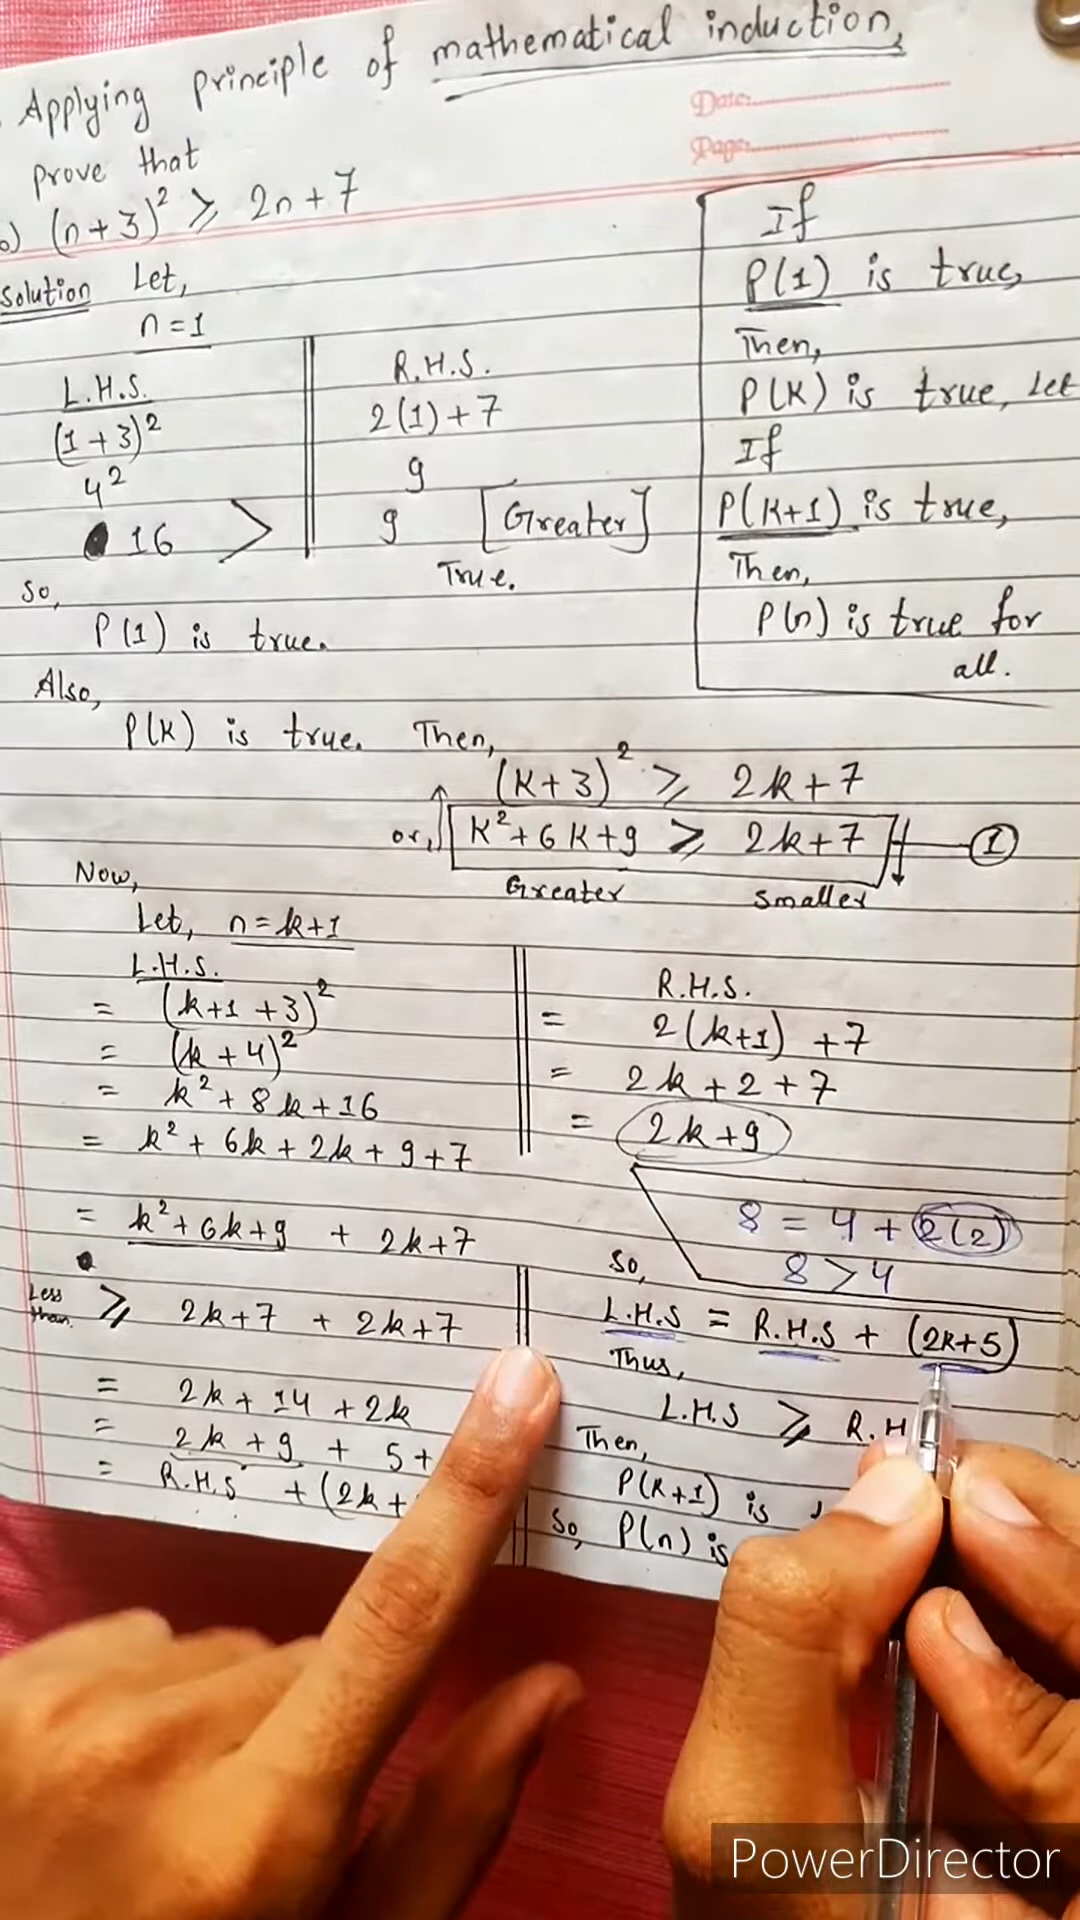 Applying principle of mathematical induction,
prove that
Date:
Page:
(n+3)² ≥ 2n+7
Solution Let,
n=1
L.H.S.
(1+3)²
4²
16 >
R.H.S.
2(1)+7
9
9 [Greater]
True.
So,
P(1) is true.
If
P(1) is true,
Then,
P(K) is true, Let
If
P(K+1) is true,
Then,
P(n) is true for
all.
Also,
P(K) is true. Then,
(K+3)² ≥ 2k+7
or, K²+6K+9 ≥ 2k+7 ①
Greater smaller
Now,
Let, n=k+1
L.H.S.
= (k+1+3)²
= (k+4)²
= k²+8k+16
= k²+6k+2k+9+7
= k²+6k+9 + 2k+7
Less than ≥ 2k+7 + 2k+7
= 2k+14+2k
= 2k+9 + 5+
= R.H.S + (2k+
R.H.S.
= 2(k+1)+7
= 2k+2+7
= 2k+9
8 = 4+2(2)
8>4
So,
L.H.S = R.H.S + (2k+5)
Thus,
L.H.S ≥ R.H
Then,
P(K+1) is
So, P(n) is
PowerDirector